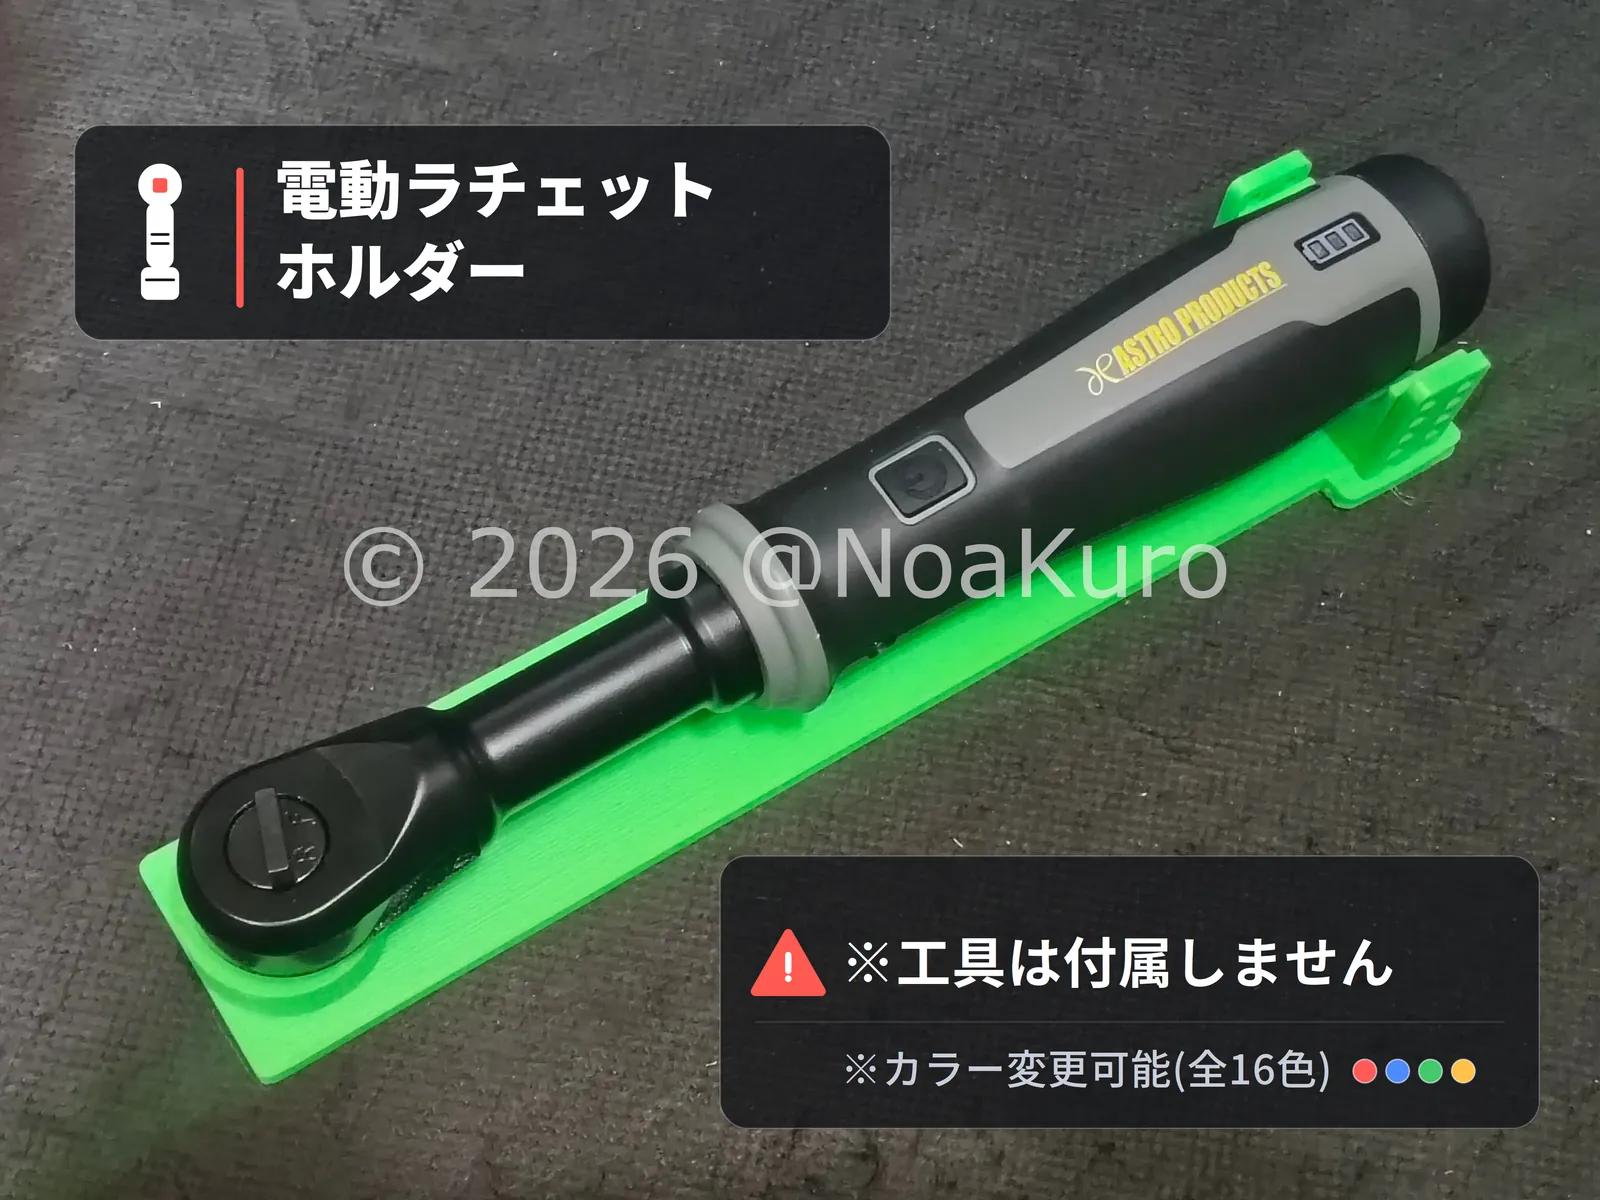 電動ラチェット
ホルダー
ASTRO PRODUCTS
© 2026 @NoaKuro
F
R
※工具は付属しません
※カラー変更可能(全16色)